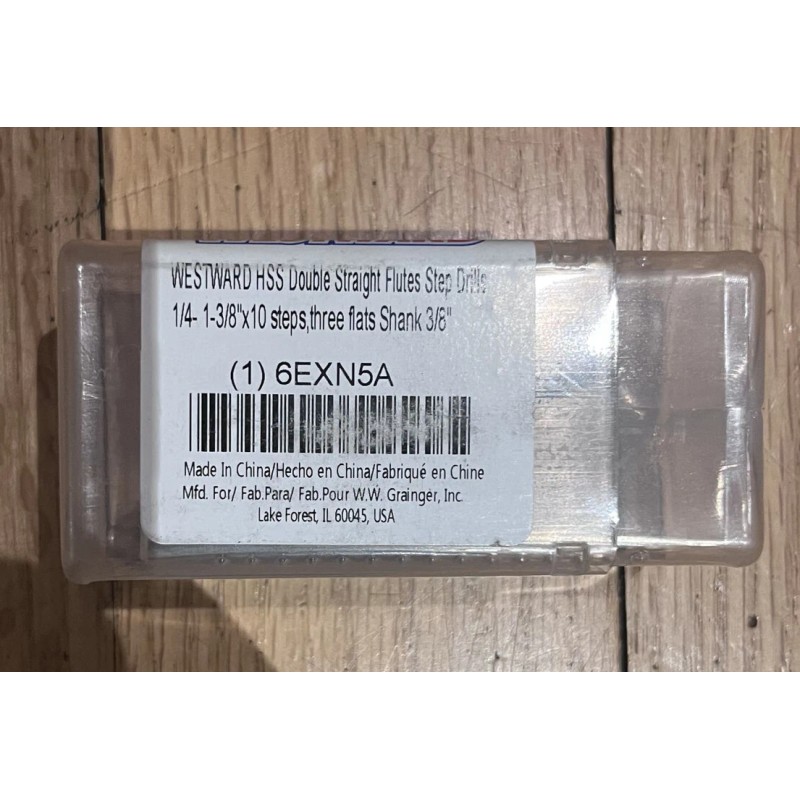 WESTWARD HSS Double Straight Flutes Step Drills
1/4- 1-3/8"x10 steps,three flats Shank 3/8"
(1) 6EXN5A
Made In China/Hecho en China/Fabriqué en Chine
Mfd. For/ Fab.Para/ Fab.Pour W.W. Grainger, Inc.
Lake Forest, IL 60045, USA